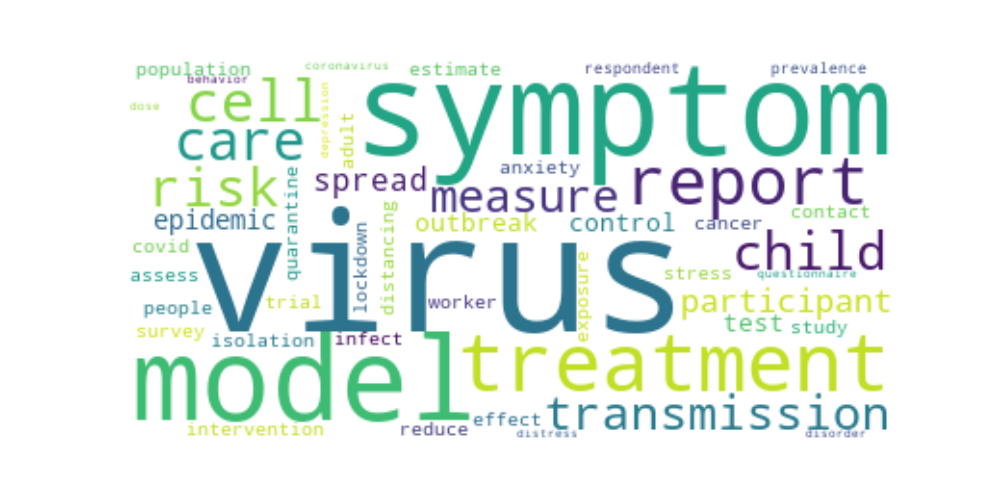 population
coronavirus
estimate
respondent
prevalence
behavior
dose
cell
symptom
depression
adult
care
report
anxiety
risk
spread
measure
quarantine
epidemic
outbreak
control
cancer
contact
covid
virus
lockdown
distancing
child
assess
exposure
stress
questionnaire
people
trial
worker
participant
survey
isolation
infect
test
study
model
treatment
transmission
intervention
reduce
effect
distress
disorder